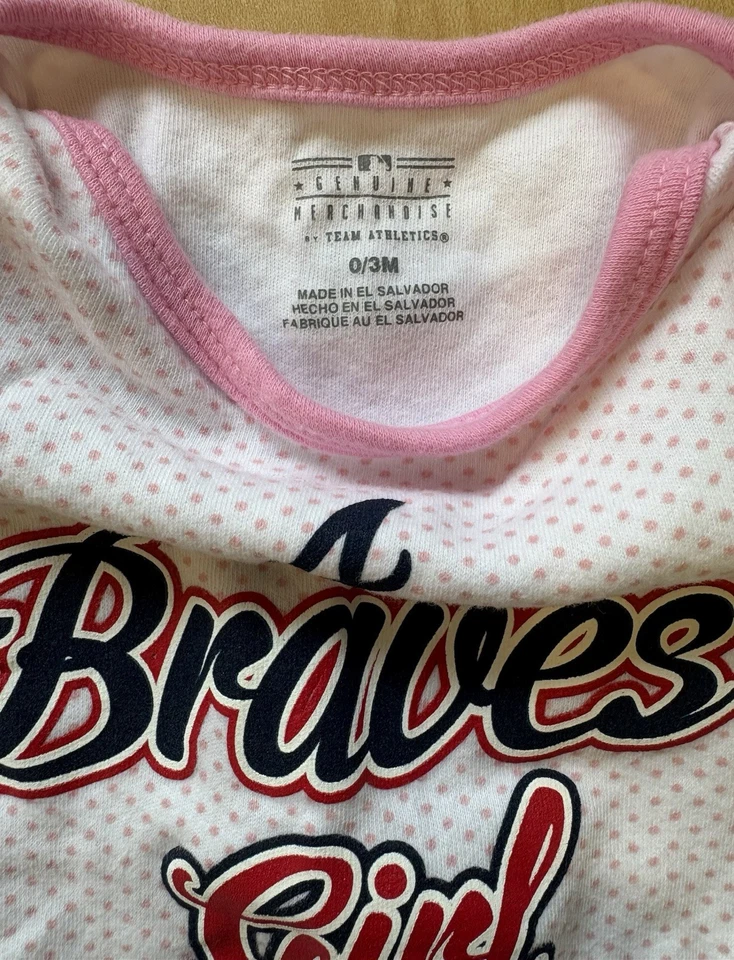 GENUINE
MERCHANDISE
BY TEAM ATHLETICS®
0/3M
MADE IN EL SALVADOR
HECHO EN EL SALVADOR
FABRIQUE AU EL SALVADOR
A
Braves
Girl